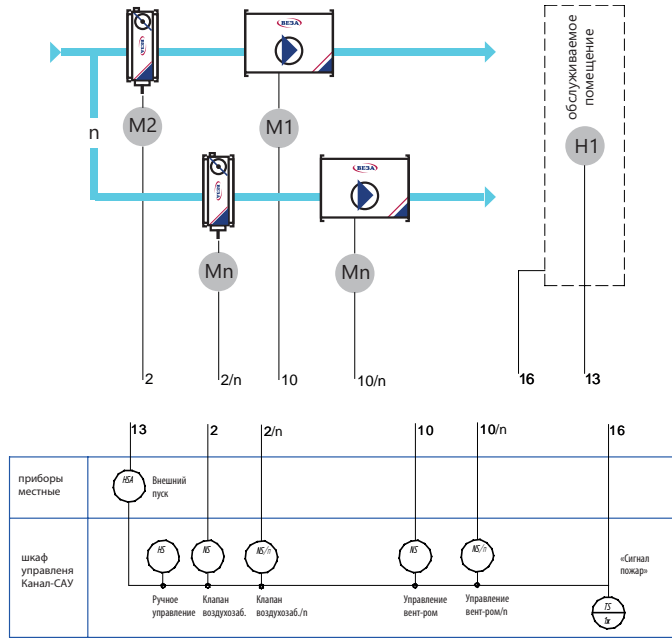 ВЕЗА
ВЕЗА
обслуживаемое
помещение
n
M2
M1
H1
ВЕЗА
ВЕЗА
Mn
Mn
2
2/n
10
10/n
16
13
13
2
2/n
10
10/n
16
приборы
местные
HSA
Внешний
пуск
шкаф
управленя
Канал-САУ
HS
NS
NS/n
NS
NS/n
«Сигнал
пожар»
Ручное
управление
Клапан
воздухозаб.
Клапан
воздухозаб./n
Управление
вент-ром
Управление
вент-ром/n
TS